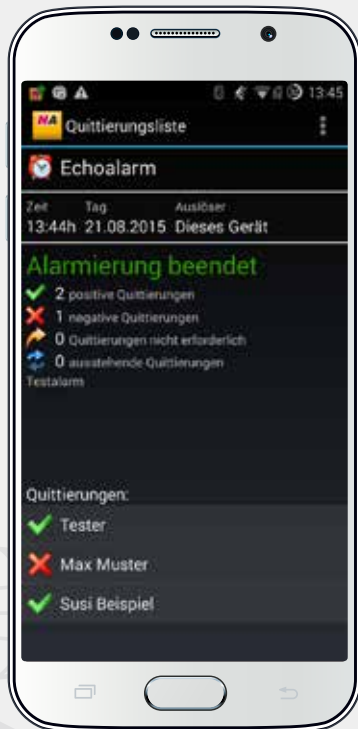 13:45
NA Quittierungsliste
Echoalarm
Zeit Tag Auslöser
13:44h 21.08.2015 Dieses Gerät
Alarmierung beendet
2 positive Quittierungen
1 negative Quittierungen
0 Quittierungen nicht erforderlich
0 ausstehende Quittierungen
Testalarm
Quittierungen:
Tester
Max Muster
Susi Beispiel